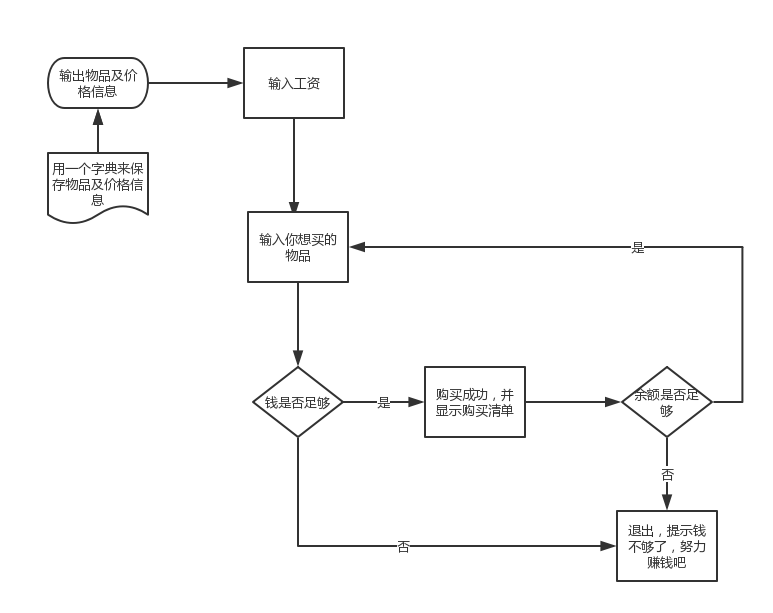 输出物品及价
格信息
输入工资
用一个字典来保
存物品及价格信
息
输入你想买的
物品
是
钱是否足够
是
购买成功，并
显示购买清单
余额是否足
够
否
否
退出，提示钱
不够了，努力
赚钱吧